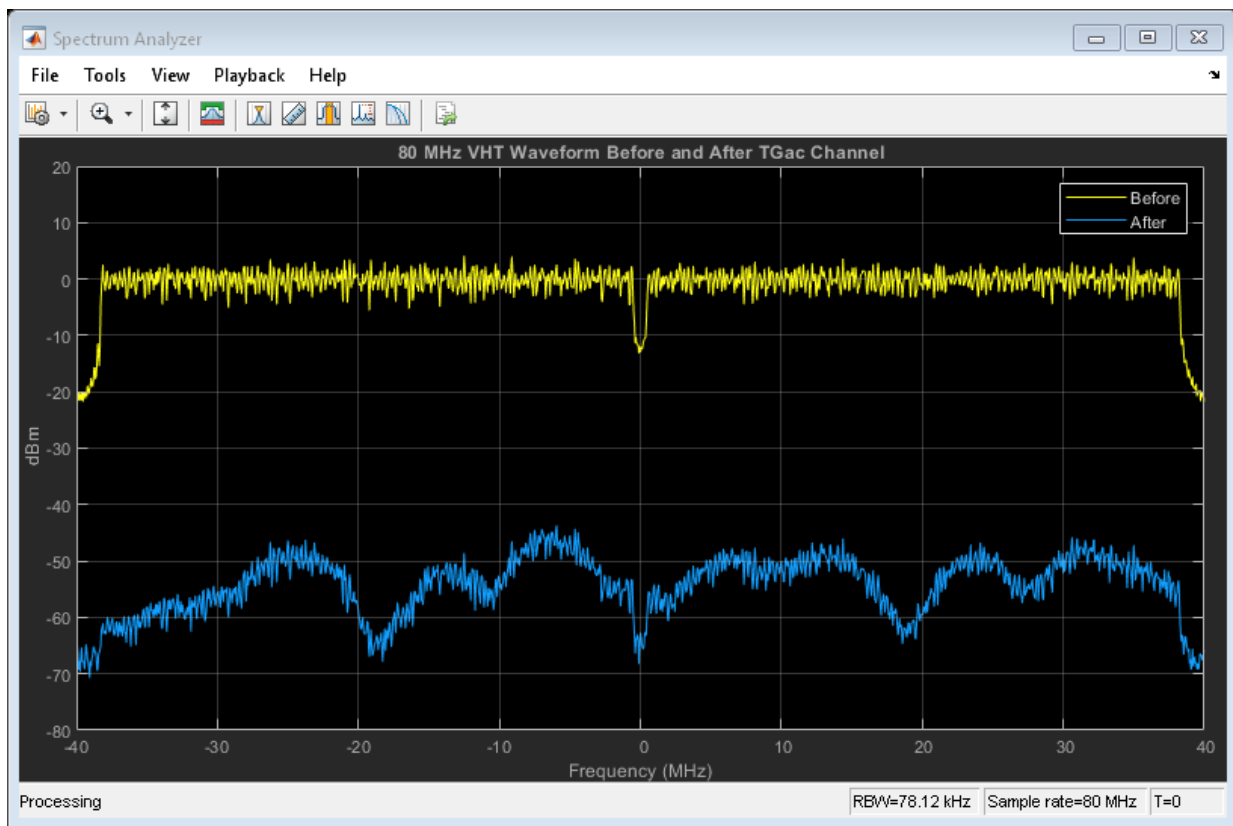 Spectrum Analyzer
File Tools View Playback Help
80 MHz VHT Waveform Before and After TGac Channel
Before
After
20
10
0
-10
-20
-30
-40
-50
-60
-70
-80
dBm
-40 -30 -20 -10 0 10 20 30 40
Frequency (MHz)
Processing RBW=78.12 kHz Sample rate=80 MHz T=0